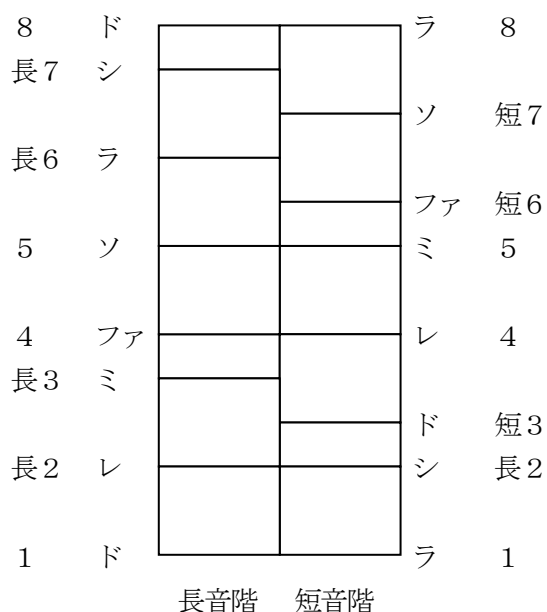 8 ド ラ 8
長7 シ
ソ 短7
長6 ラ
ファ 短6
5 ソ ミ 5
4 ファ レ 4
長3 ミ
ド 短3
長2 レ シ 長2
1 ド ラ 1
長音階 短音階